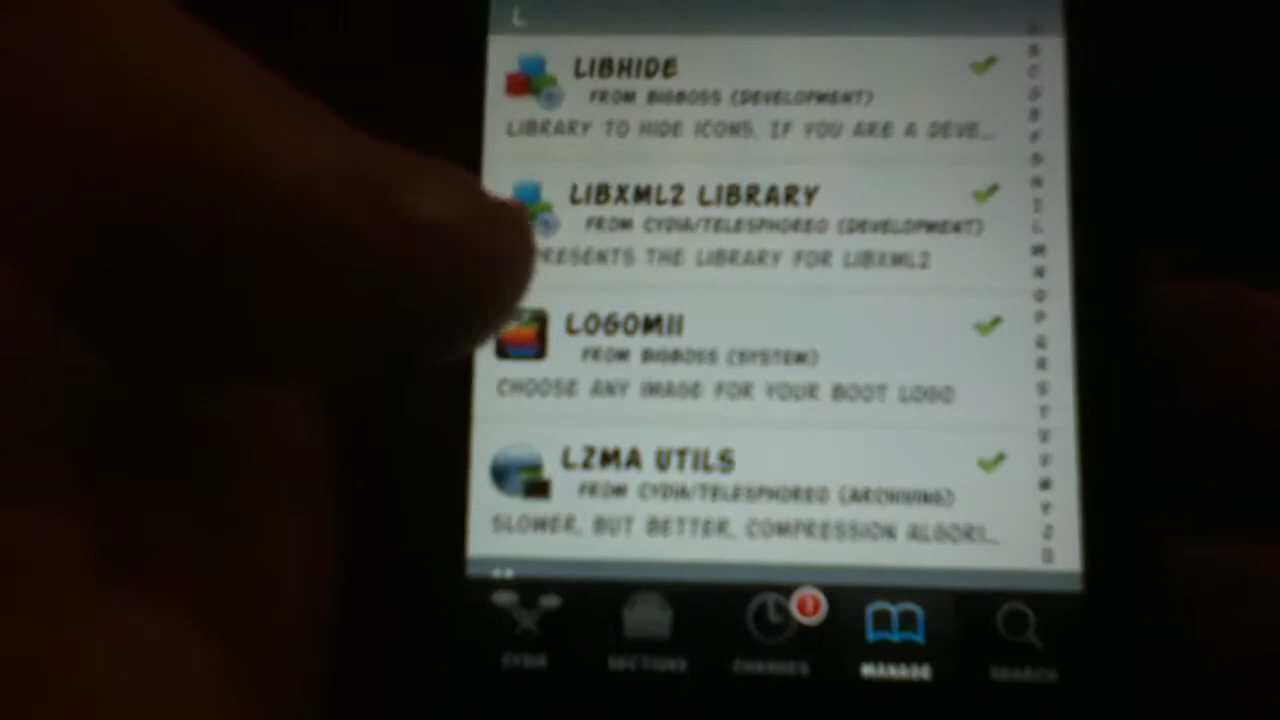 L
LIBHIDE
FROM BIGBOSS (DEVELOPMENT)
LIBRARY TO HIDE ICONS. IF YOU ARE A DEVE...
LIBXML2 LIBRARY
FROM CYDIA/TELESPHOREO (DEVELOPMENT)
PRESENTS THE LIBRARY FOR LIBXML2
LOGOMII
FROM BIGBOSS (SYSTEM)
CHOOSE ANY IMAGE FOR YOUR BOOT LOGO
LZMA UTILS
FROM CYDIA/TELESPHOREO (ARCHIVING)
SLOWER, BUT BETTER, COMPRESSION ALGORI...
CYDIA SECTIONS CHANGES MANAGE SEARCH